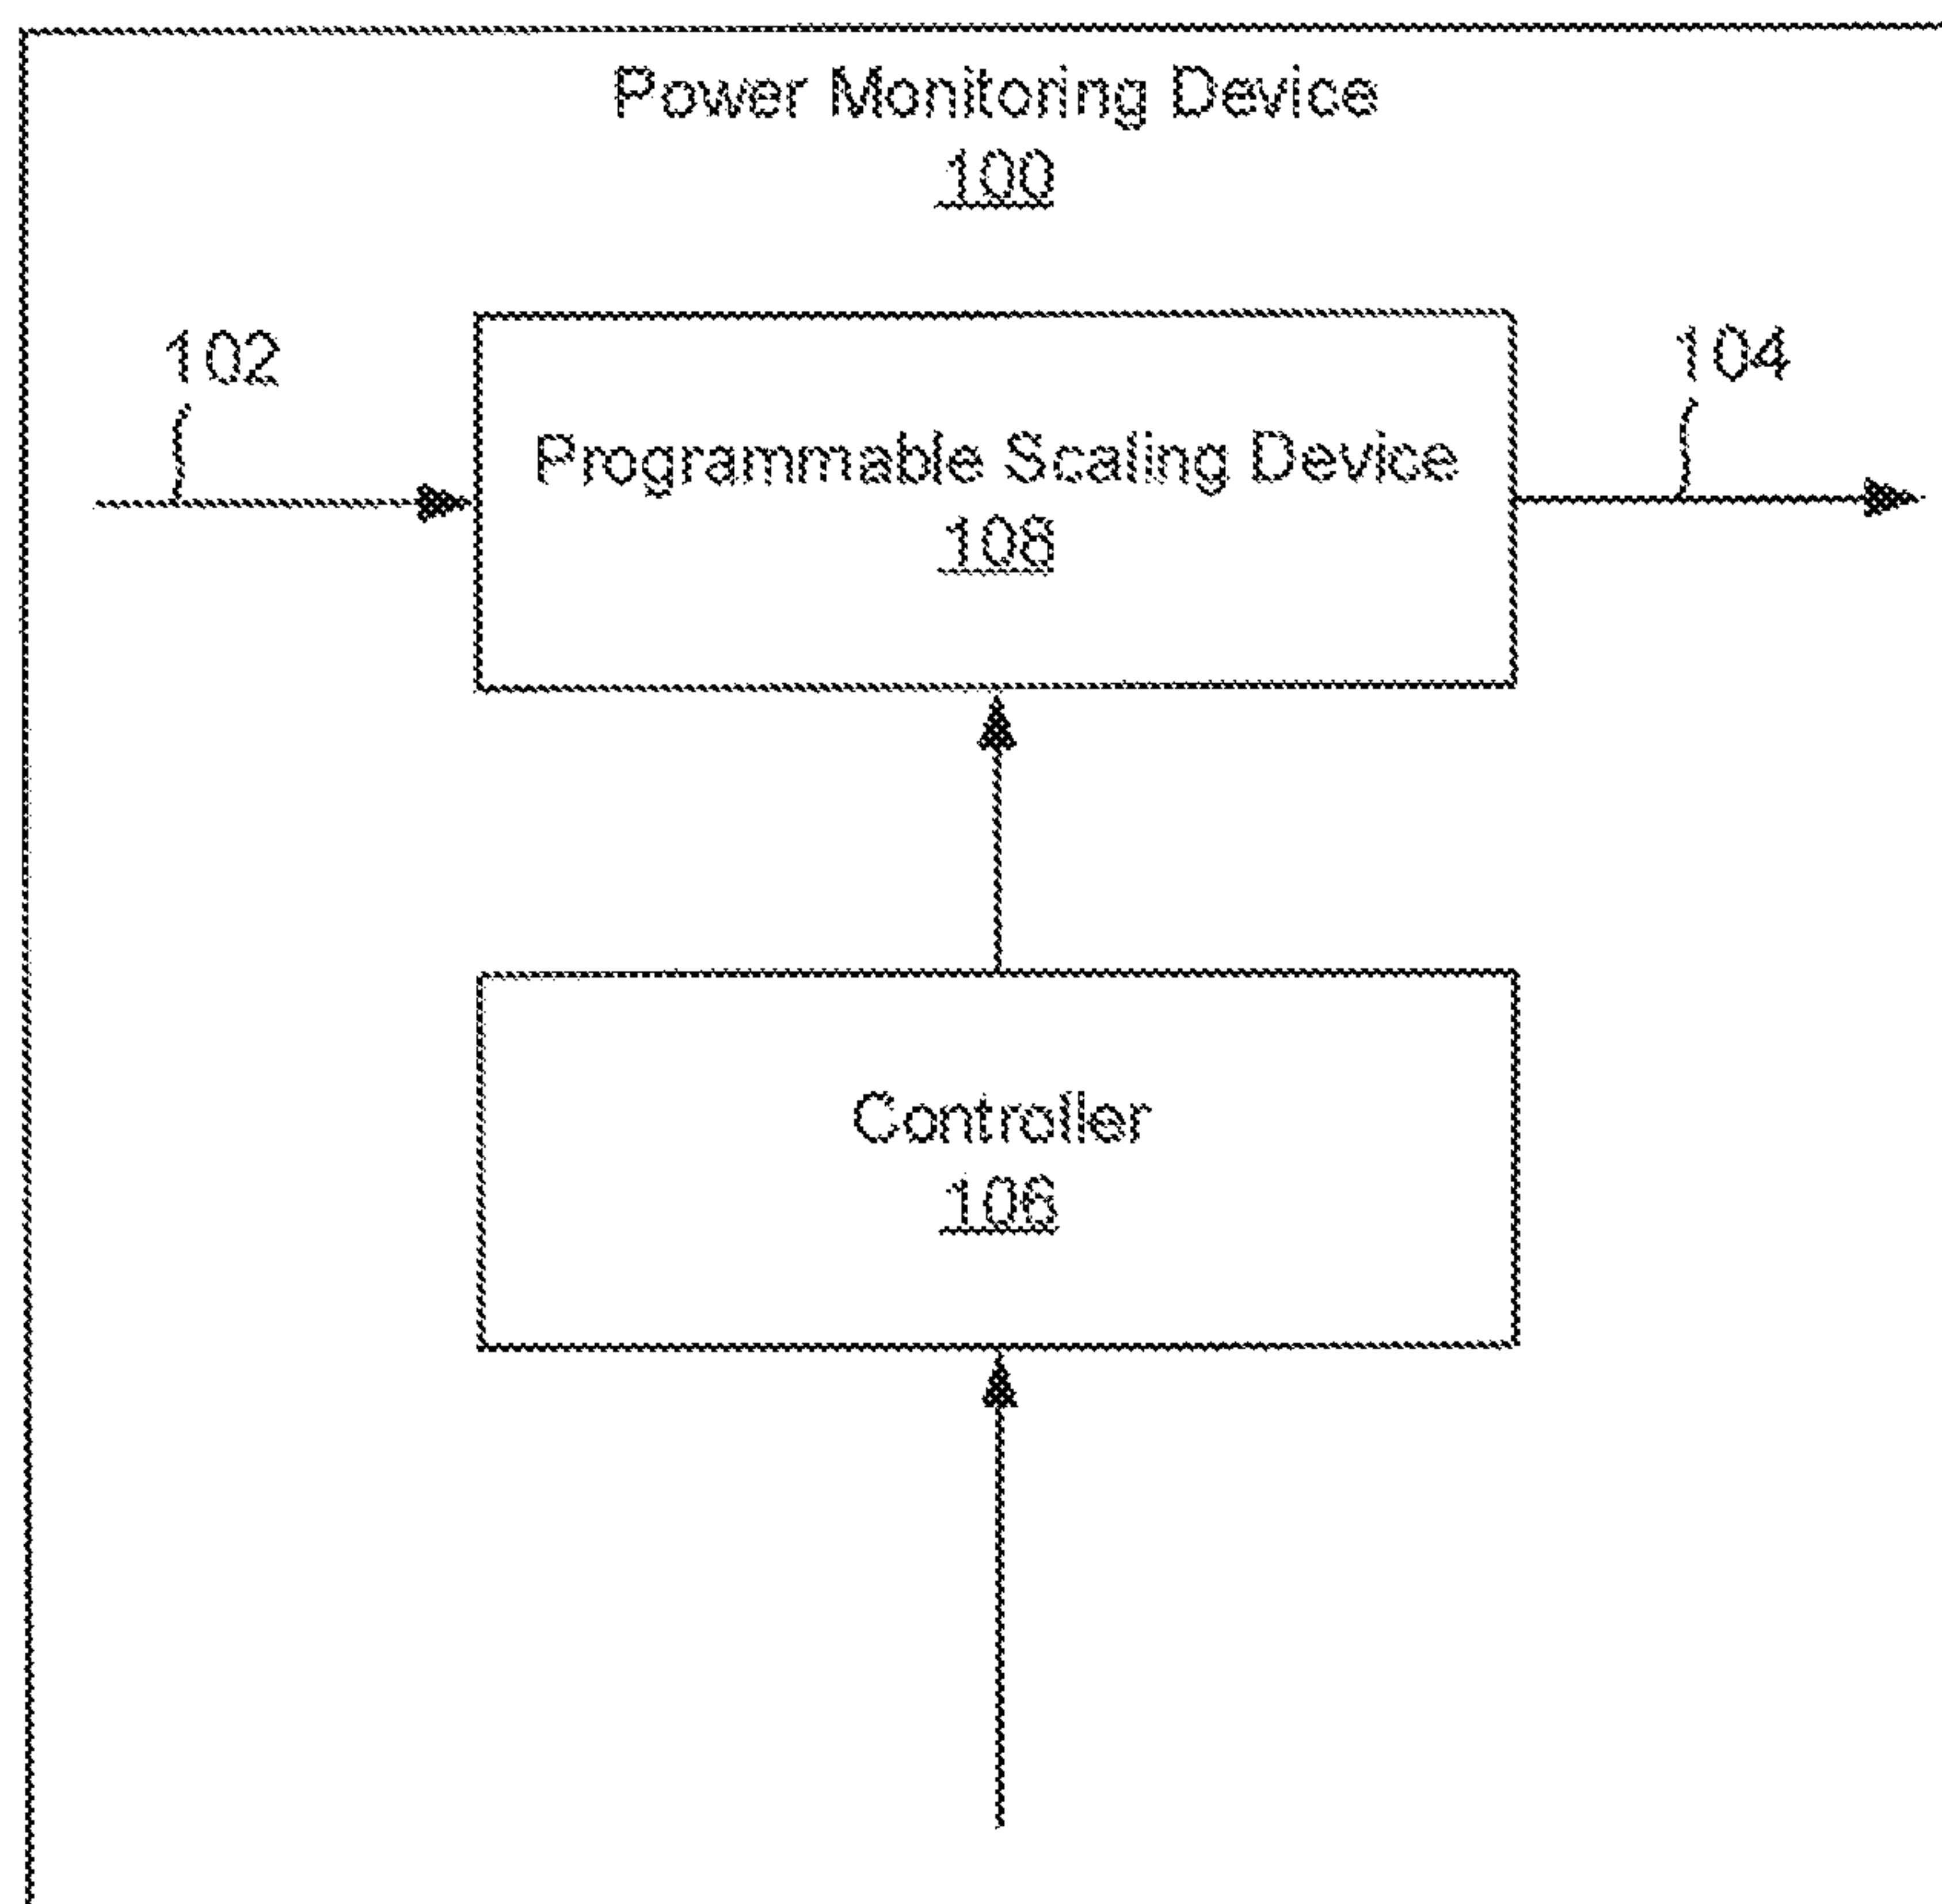 Power Monitoring Device
100
102
104
Programmable Scaling Device
108
Controller
106